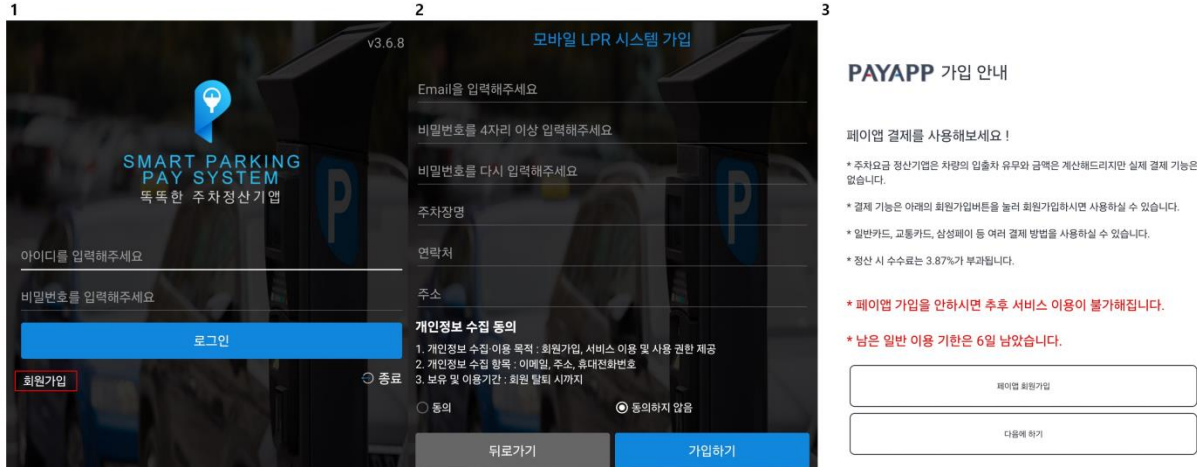 1
v3.6.8
SMART PARKING
PAY SYSTEM
똑똑한 주차정산기앱
아이디를 입력해주세요
비밀번호를 입력해주세요
로그인
회원가입
종료
2
모바일 LPR 시스템 가입
Email을 입력해주세요
비밀번호를 4자리 이상 입력해주세요
비밀번호를 다시 입력해주세요
주차장명
연락처
주소
개인정보 수집 동의
1. 개인정보 수집·이용 목적 : 회원가입, 서비스 이용 및 사용 권한 제공
2. 개인정보 수집 항목 : 이메일, 주소, 휴대전화번호
3. 보유 및 이용기간 : 회원 탈퇴 시까지
동의
동의하지 않음
뒤로가기
가입하기
3
PAYAPP 가입 안내
페이앱 결제를 사용해보세요 !
* 주차요금 정산기앱은 차량의 입출차 유무와 금액은 계산해드리지만 실제 결제 기능은
없습니다.
* 결제 기능은 아래의 회원가입버튼을 눌러 회원가입하시면 사용하실 수 있습니다.
* 일반카드, 교통카드, 삼성페이 등 여러 결제 방법을 사용하실 수 있습니다.
* 정산 시 수수료는 3.87%가 부과됩니다.
* 페이앱 가입을 안하시면 추후 서비스 이용이 불가해집니다.
* 남은 일반 이용 기한은 6일 남았습니다.
페이앱 회원가입
다음에 하기